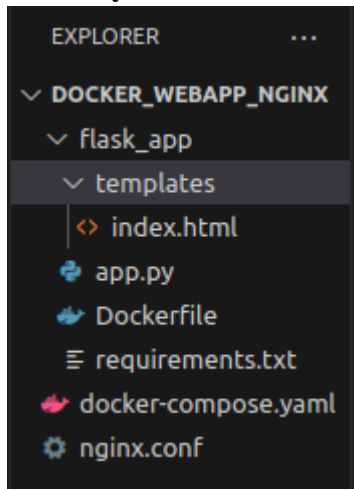 EXPLORER ...
DOCKER_WEBAPP_NGINX
flask_app
templates
<> index.html
app.py
Dockerfile
requirements.txt
docker-compose.yaml
nginx.conf